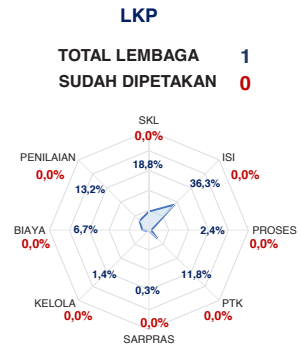 LKP
TOTAL LEMBAGA 1
SUDAH DIPETAKAN 0
SKL
0,0%
PENILAIAN
0,0%
ISI
0,0%
18,8%
13,2%
36,3%
BIAYA
0,0%
6,7%
2,4%
PROSES
0,0%
1,4%
11,8%
0,3%
KELOLA
0,0%
PTK
0,0%
0,0%
SARPRAS